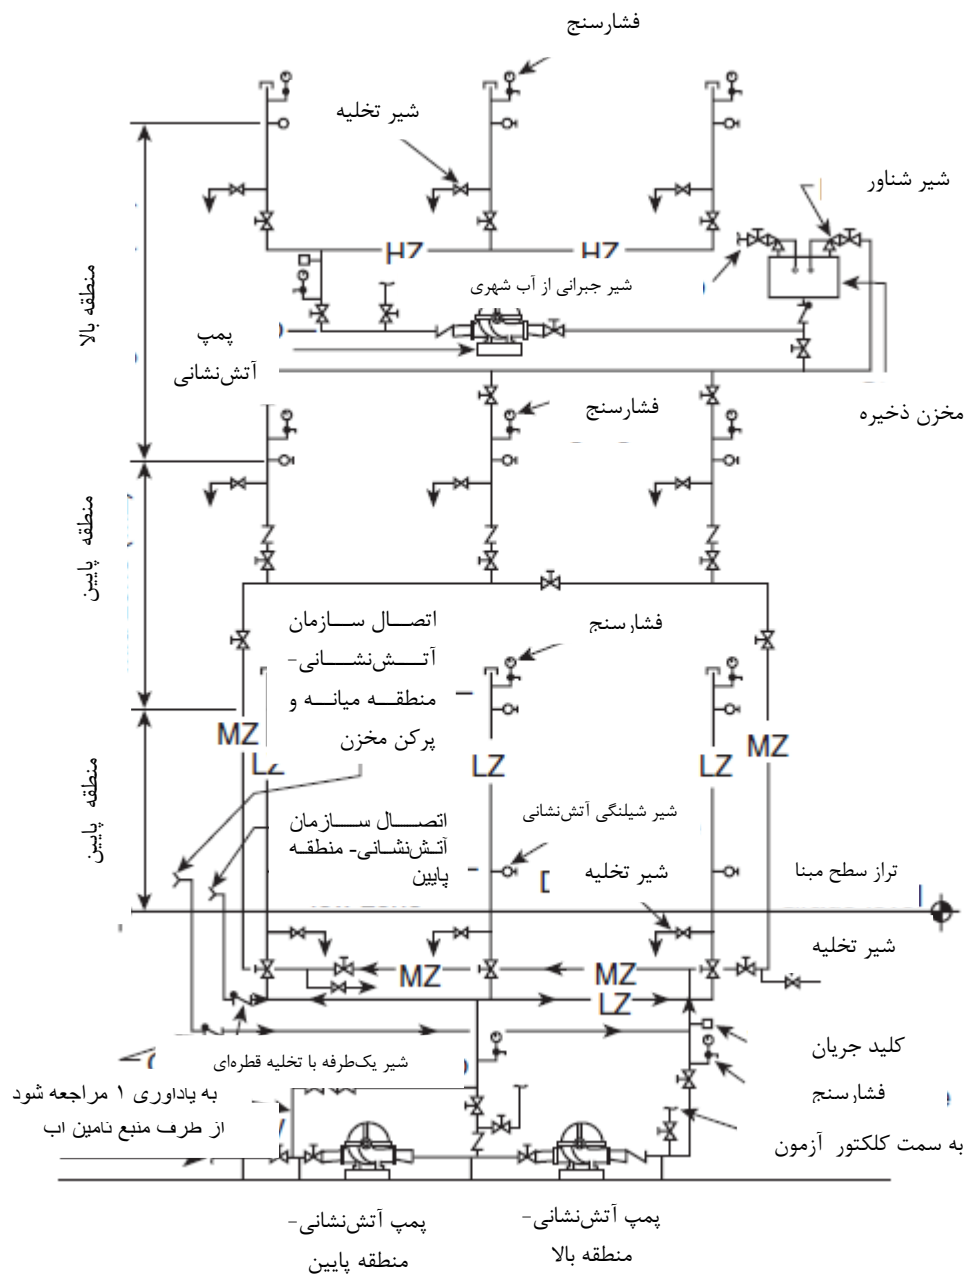 فشارسنج
شیر تخلیه
شیر شناور
HZ
HZ
شیر جبرانی از آب شهری
منطقه بالا
پمپ
آتش‌نشانی
فشارسنج
مخزن ذخیره
منطقه پایین
اتصال سازمان
آتش‌نشانی-
منطقه میانه و
پرکن مخزن
فشارسنج
MZ
MZ
LZ
LZ
LZ
منطقه پایین
شیر شیلنگی آتش‌نشانی
اتصال سازمان
آتش‌نشانی- منطقه
پایین
شیر تخلیه
تراز سطح مبنا
شیر تخلیه
MZ
MZ
LZ
کلید جریان
شیر یک‌طرفه با تخلیه قطره‌ای
فشارسنج
به یادآوری ۱ مراجعه شود
از طرف منبع تامین آب
به سمت کلکتور آزمون
پمپ آتش‌نشانی-
منطقه بالا
پمپ آتش‌نشانی-
منطقه پایین